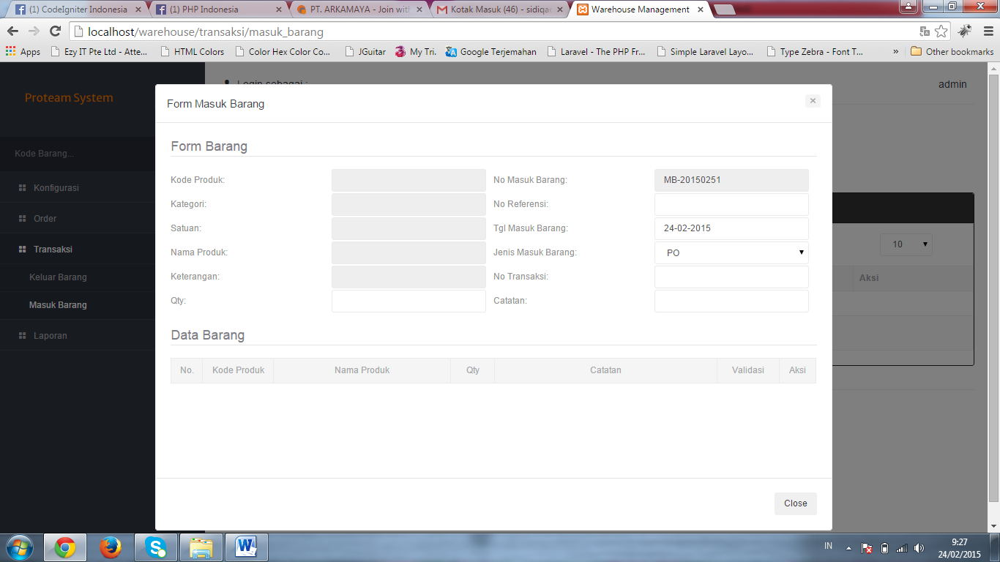 (1) CodeIgniter Indonesia
(1) PHP Indonesia
PT. ARKAMAYA - Join with
Kotak Masuk (46) - sidiqac
Warehouse Management
localhost/warehouse/transaksi/masuk_barang
Apps
Ezy IT Pte Ltd - Atte...
HTML Colors
Color Hex Color Co...
JGuitar
My Tri.
Google Terjemahan
Laravel - The PHP Fr...
Simple Laravel Layo...
Type Zebra - Font T...
»
Other bookmarks
Proteam System
Login sebagai :
admin
Kode Barang...
Konfigurasi
Order
Transaksi
Keluar Barang
Masuk Barang
Laporan
10
Aksi
Form Masuk Barang
×
Form Barang
Kode Produk:
No Masuk Barang: MB-20150251
Kategori:
No Referensi:
Satuan:
Tgl Masuk Barang: 24-02-2015
Nama Produk:
Jenis Masuk Barang: PO
Keterangan:
No Transaksi:
Qty:
Catatan:
Data Barang
No. Kode Produk Nama Produk Qty Catatan Validasi Aksi
Close
IN
9:27
24/02/2015